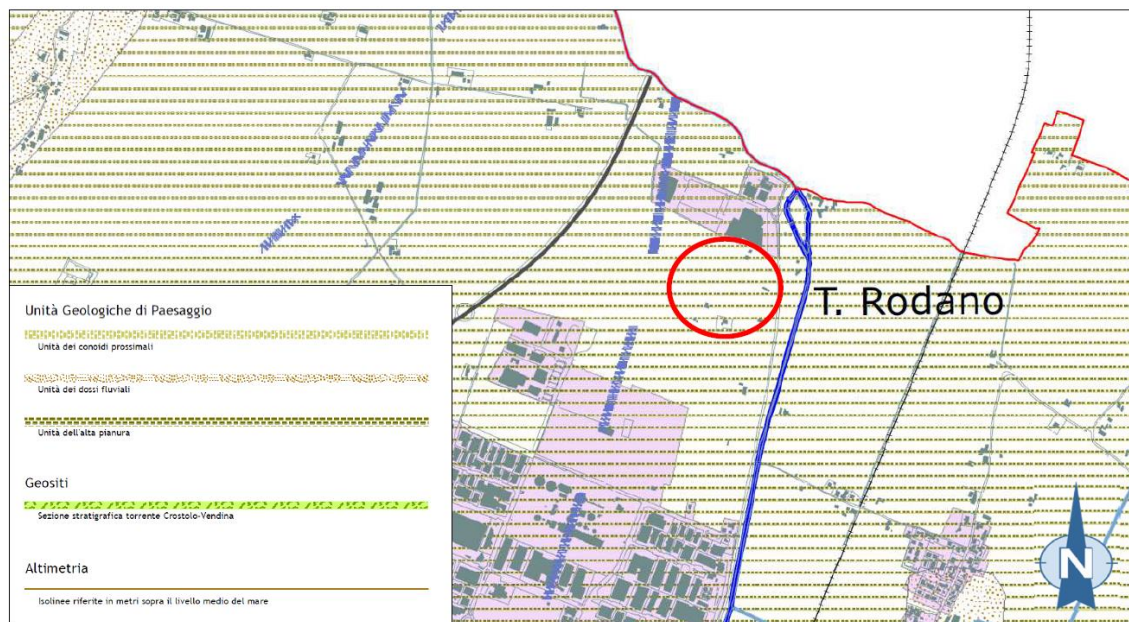 T. Rodano
Unità Geologiche di Paesaggio
Unità dei conoidi prossimali
Unità dei dossi fluviali
Unità dell'alta pianura
Geositi
Sezione stratigrafica torrente Crostolo-Vendina
Altimetria
Isolinee riferite in metri sopra il livello medio del mare
N